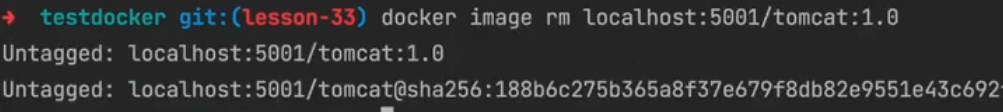 ➜ testdocker git:(lesson-33) docker image rm localhost:5001/tomcat:1.0
Untagged: localhost:5001/tomcat:1.0
Untagged: localhost:5001/tomcat@sha256:188b6c275b365a8f37e679f8db82e9551e43c692